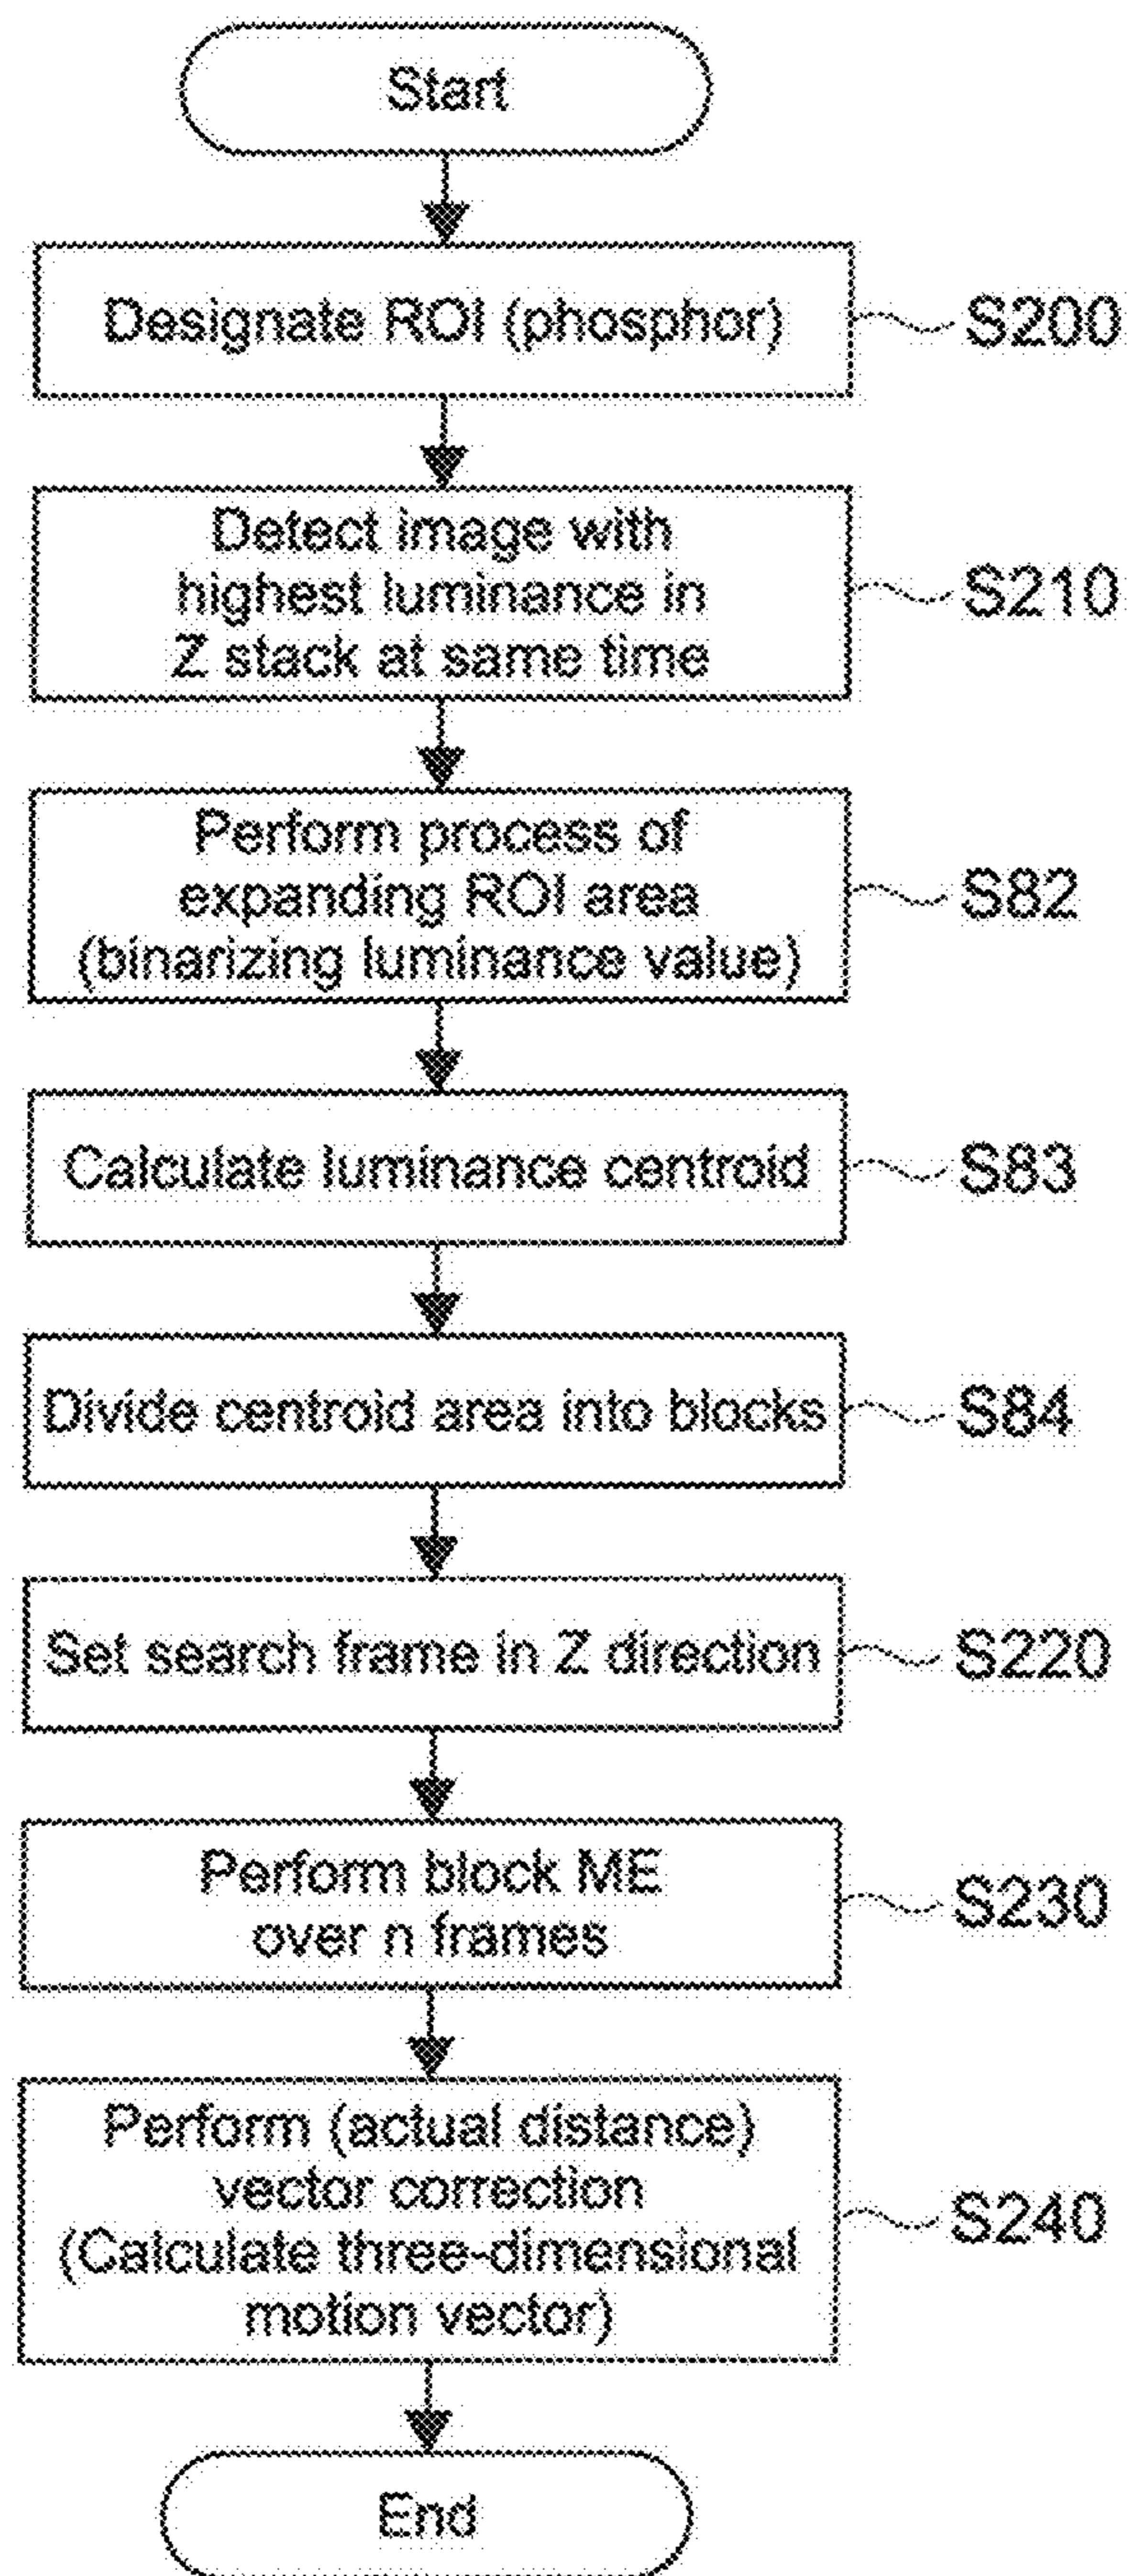 Start
Designate ROI (phosphor)
S200
Detect image with
highest luminance in
Z stack at same time
S210
Perform process of
expanding ROI area
(binarizing luminance value)
S82
Calculate luminance centroid
S83
Divide centroid area into blocks
S84
Set search frame in Z direction
S220
Perform block ME
over n frames
S230
Perform (actual distance)
vector correction
(Calculate three-dimensional
motion vector)
S240
End